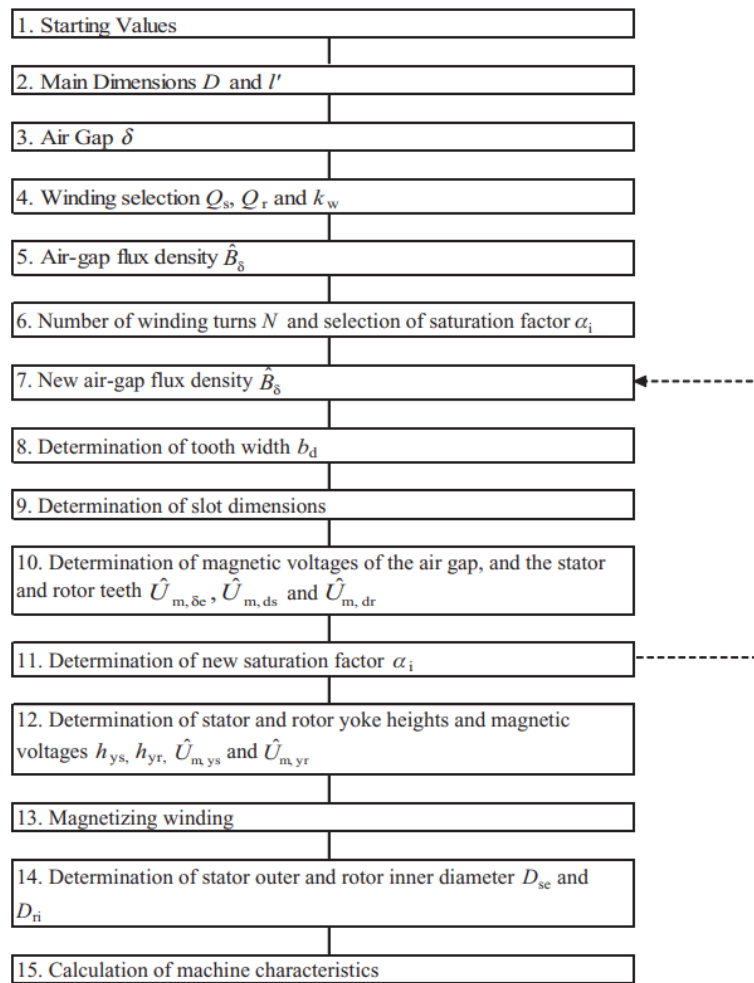 1. Starting Values
2. Main Dimensions D and l′
3. Air Gap δ
4. Winding selection Qs, Qr and kw
5. Air-gap flux density B̂δ
6. Number of winding turns N and selection of saturation factor αi
7. New air-gap flux density B̂δ
8. Determination of tooth width bd
9. Determination of slot dimensions
10. Determination of magnetic voltages of the air gap, and the stator
and rotor teeth Ûm,δe, Ûm,ds and Ûm,dr
11. Determination of new saturation factor αi
12. Determination of stator and rotor yoke heights and magnetic
voltages hys, hyr, Ûm,ys and Ûm,yr
13. Magnetizing winding
14. Determination of stator outer and rotor inner diameter Dse and
Dri
15. Calculation of machine characteristics